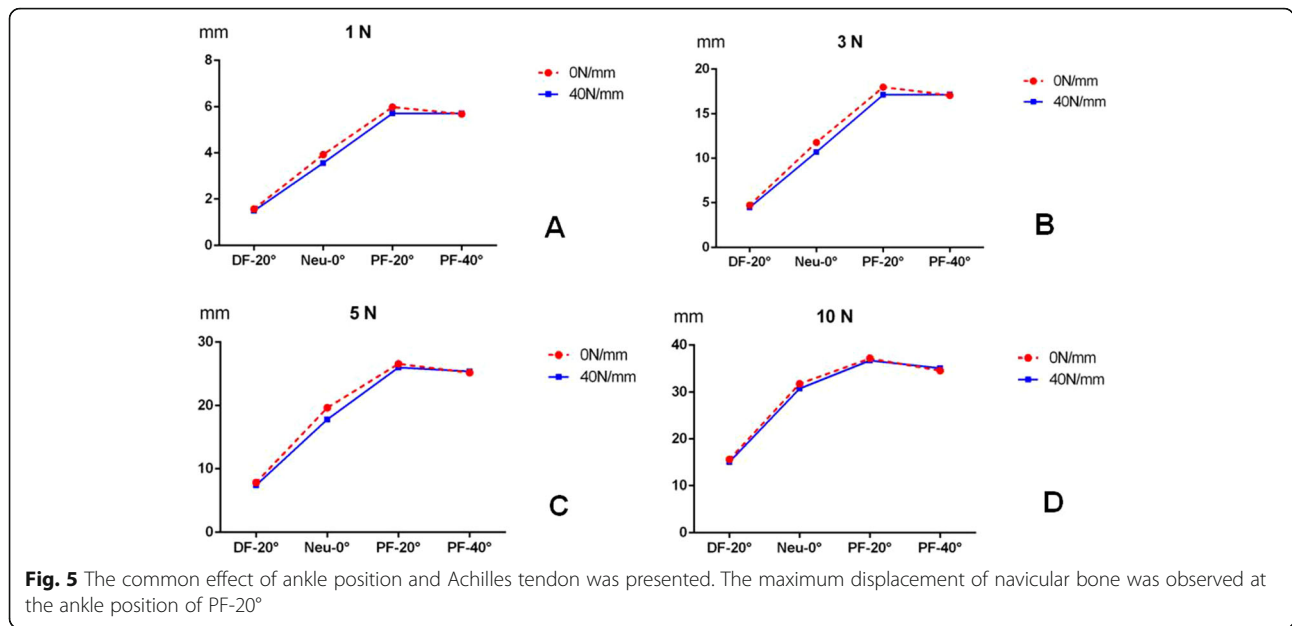 mm 1 N
8
6
4
2
0
DF-20° Neu-0° PF-20° PF-40°
0N/mm
40N/mm
A
mm 3 N
20
15
10
5
0
DF-20° Neu-0° PF-20° PF-40°
0N/mm
40N/mm
B
mm 5 N
30
20
10
0
DF-20° Neu-0° PF-20° PF-40°
0N/mm
40N/mm
C
mm 10 N
40
30
20
10
0
DF-20° Neu-0° PF-20° PF-40°
0N/mm
40N/mm
D
Fig. 5 The common effect of ankle position and Achilles tendon was presented. The maximum displacement of navicular bone was observed at
the ankle position of PF-20°